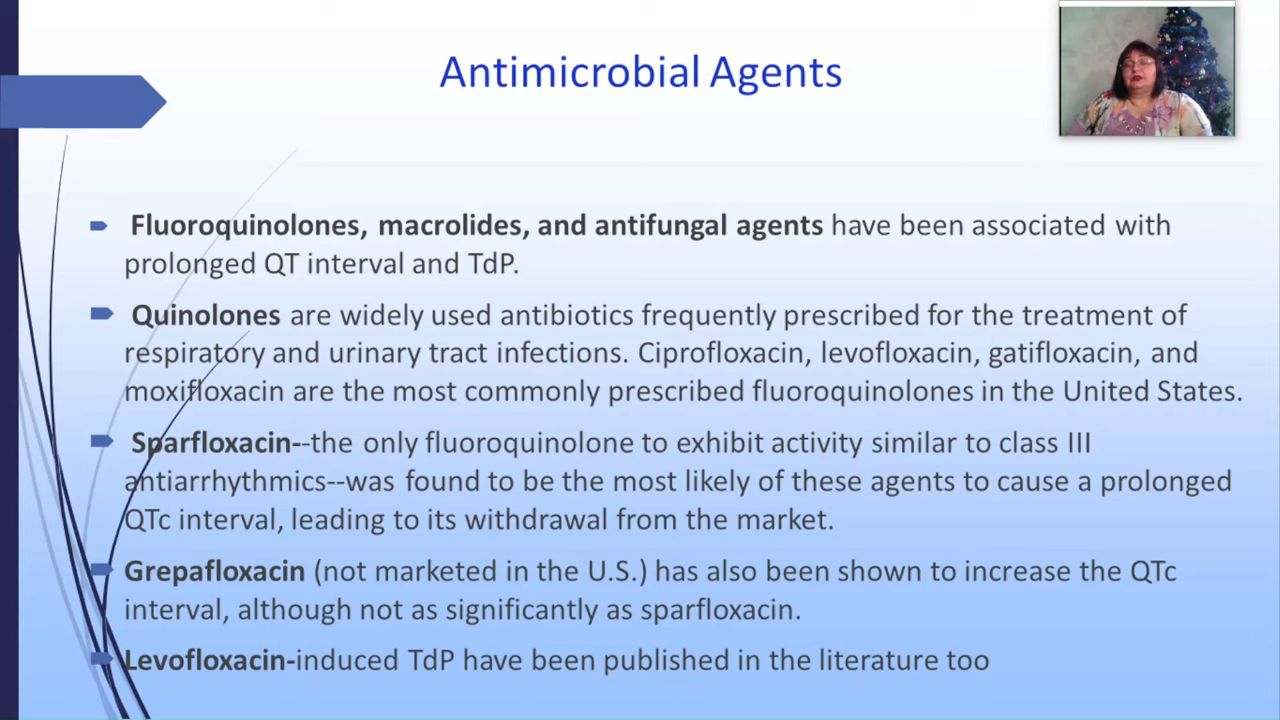 Antimicrobial Agents
Fluoroquinolones, macrolides, and antifungal agents have been associated with
prolonged QT interval and TdP.
Quinolones are widely used antibiotics frequently prescribed for the treatment of
respiratory and urinary tract infections. Ciprofloxacin, levofloxacin, gatifloxacin, and
moxifloxacin are the most commonly prescribed fluoroquinolones in the United States.
Sparfloxacin--the only fluoroquinolone to exhibit activity similar to class III
antiarrhythmics--was found to be the most likely of these agents to cause a prolonged
QTc interval, leading to its withdrawal from the market.
Grepafloxacin (not marketed in the U.S.) has also been shown to increase the QTc
interval, although not as significantly as sparfloxacin.
Levofloxacin-induced TdP have been published in the literature too